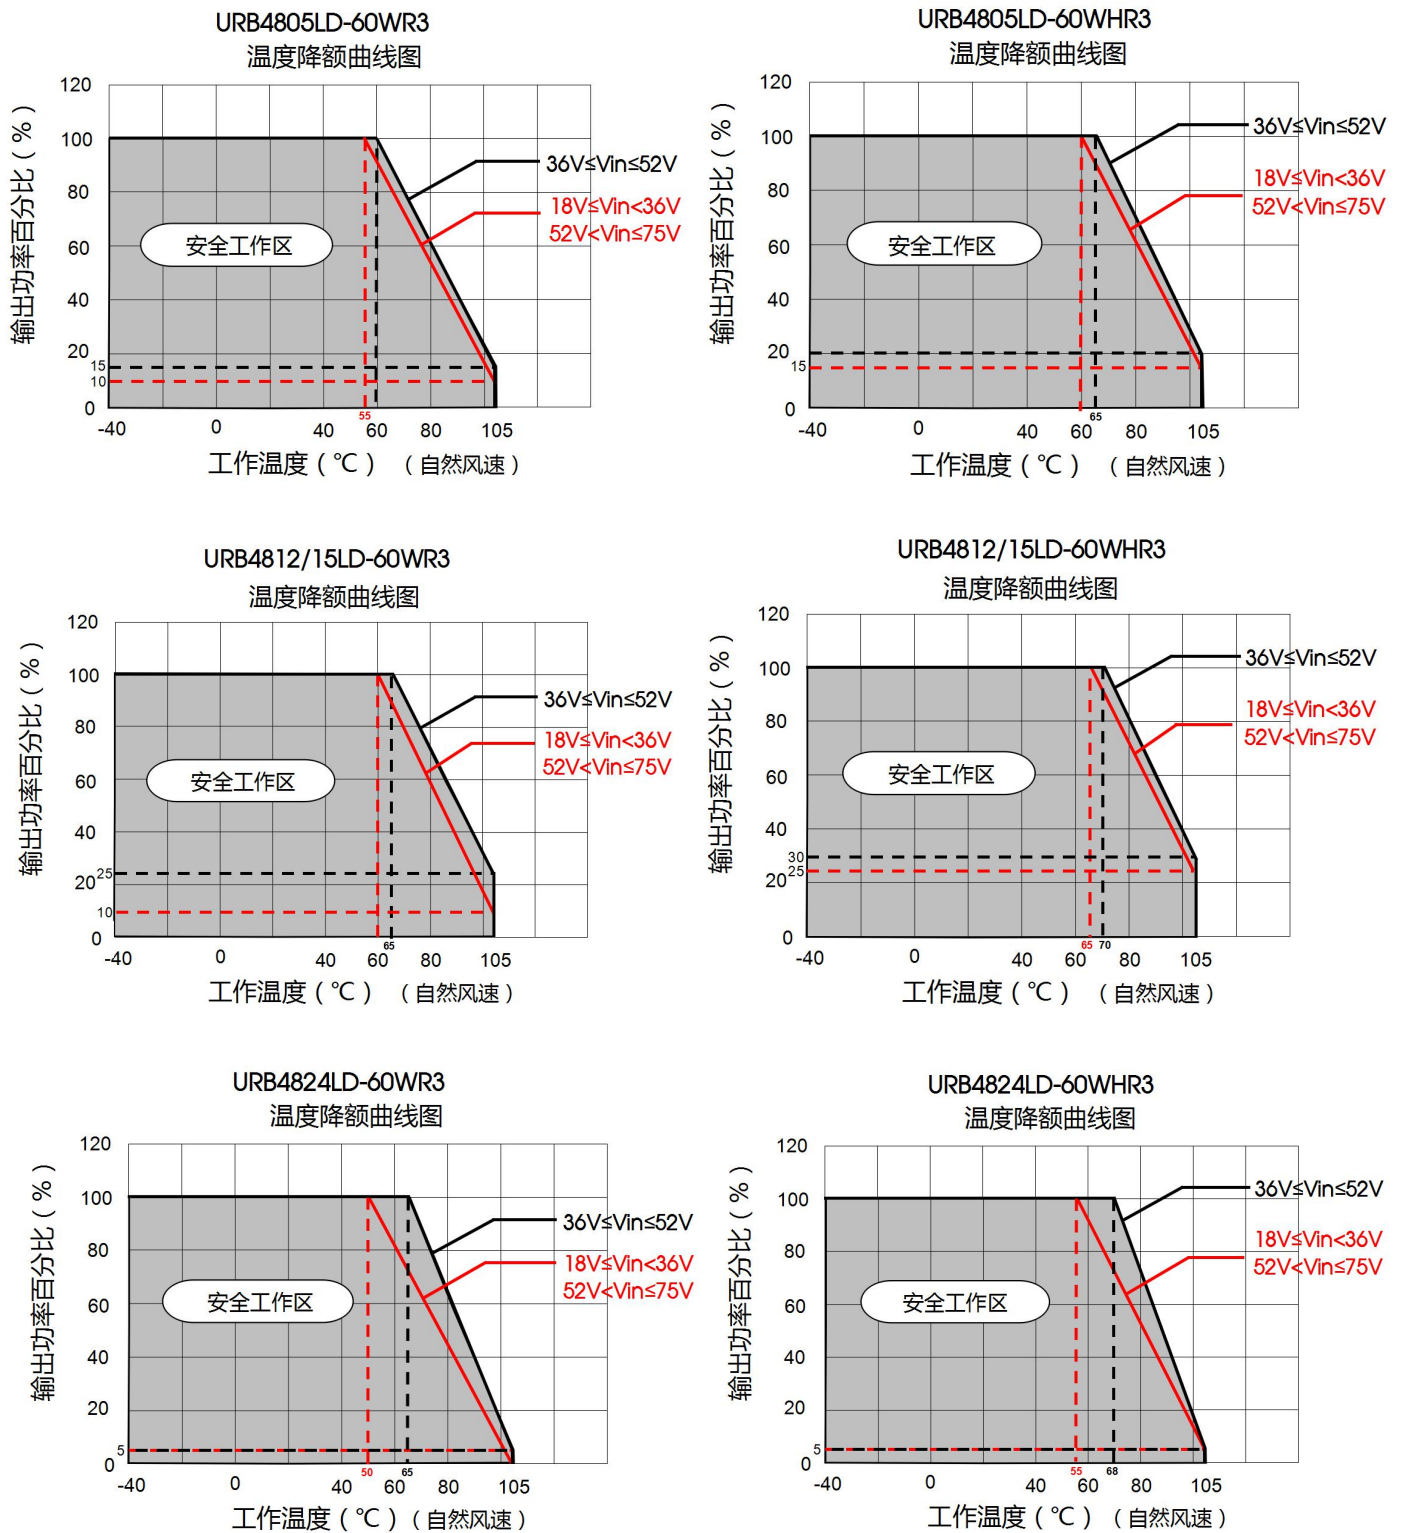 URB4805LD-60WR3
温度降额曲线图
输出功率百分比(%)
120
100
80
60
40
20
15
10
0
安全工作区
36V≤Vin≤52V
18V≤Vin<36V
52V<Vin≤75V
55
-40 0 40 60 80 105
工作温度(℃) (自然风速)
URB4805LD-60WHR3
温度降额曲线图
输出功率百分比(%)
120
100
80
60
40
20
15
0
安全工作区
36V≤Vin≤52V
18V≤Vin<36V
52V<Vin≤75V
65
-40 0 40 60 80 105
工作温度(℃) (自然风速)
URB4812/15LD-60WR3
温度降额曲线图
输出功率百分比(%)
120
100
80
60
40
25
20
10
0
安全工作区
36V≤Vin≤52V
18V≤Vin<36V
52V<Vin≤75V
65
-40 0 40 60 80 105
工作温度(℃) (自然风速)
URB4812/15LD-60WHR3
温度降额曲线图
输出功率百分比(%)
120
100
80
60
40
30
25
20
0
安全工作区
36V≤Vin≤52V
18V≤Vin<36V
52V<Vin≤75V
65 70
-40 0 40 60 80 105
工作温度(℃) (自然风速)
URB4824LD-60WR3
温度降额曲线图
输出功率百分比(%)
120
100
80
60
40
20
5
0
安全工作区
36V≤Vin≤52V
18V≤Vin<36V
52V<Vin≤75V
50 65
-40 0 40 60 80 105
工作温度(℃) (自然风速)
URB4824LD-60WHR3
温度降额曲线图
输出功率百分比(%)
120
100
80
60
40
20
5
0
安全工作区
36V≤Vin≤52V
18V≤Vin<36V
52V<Vin≤75V
55 68
-40 0 40 60 80 105
工作温度(℃) (自然风速)